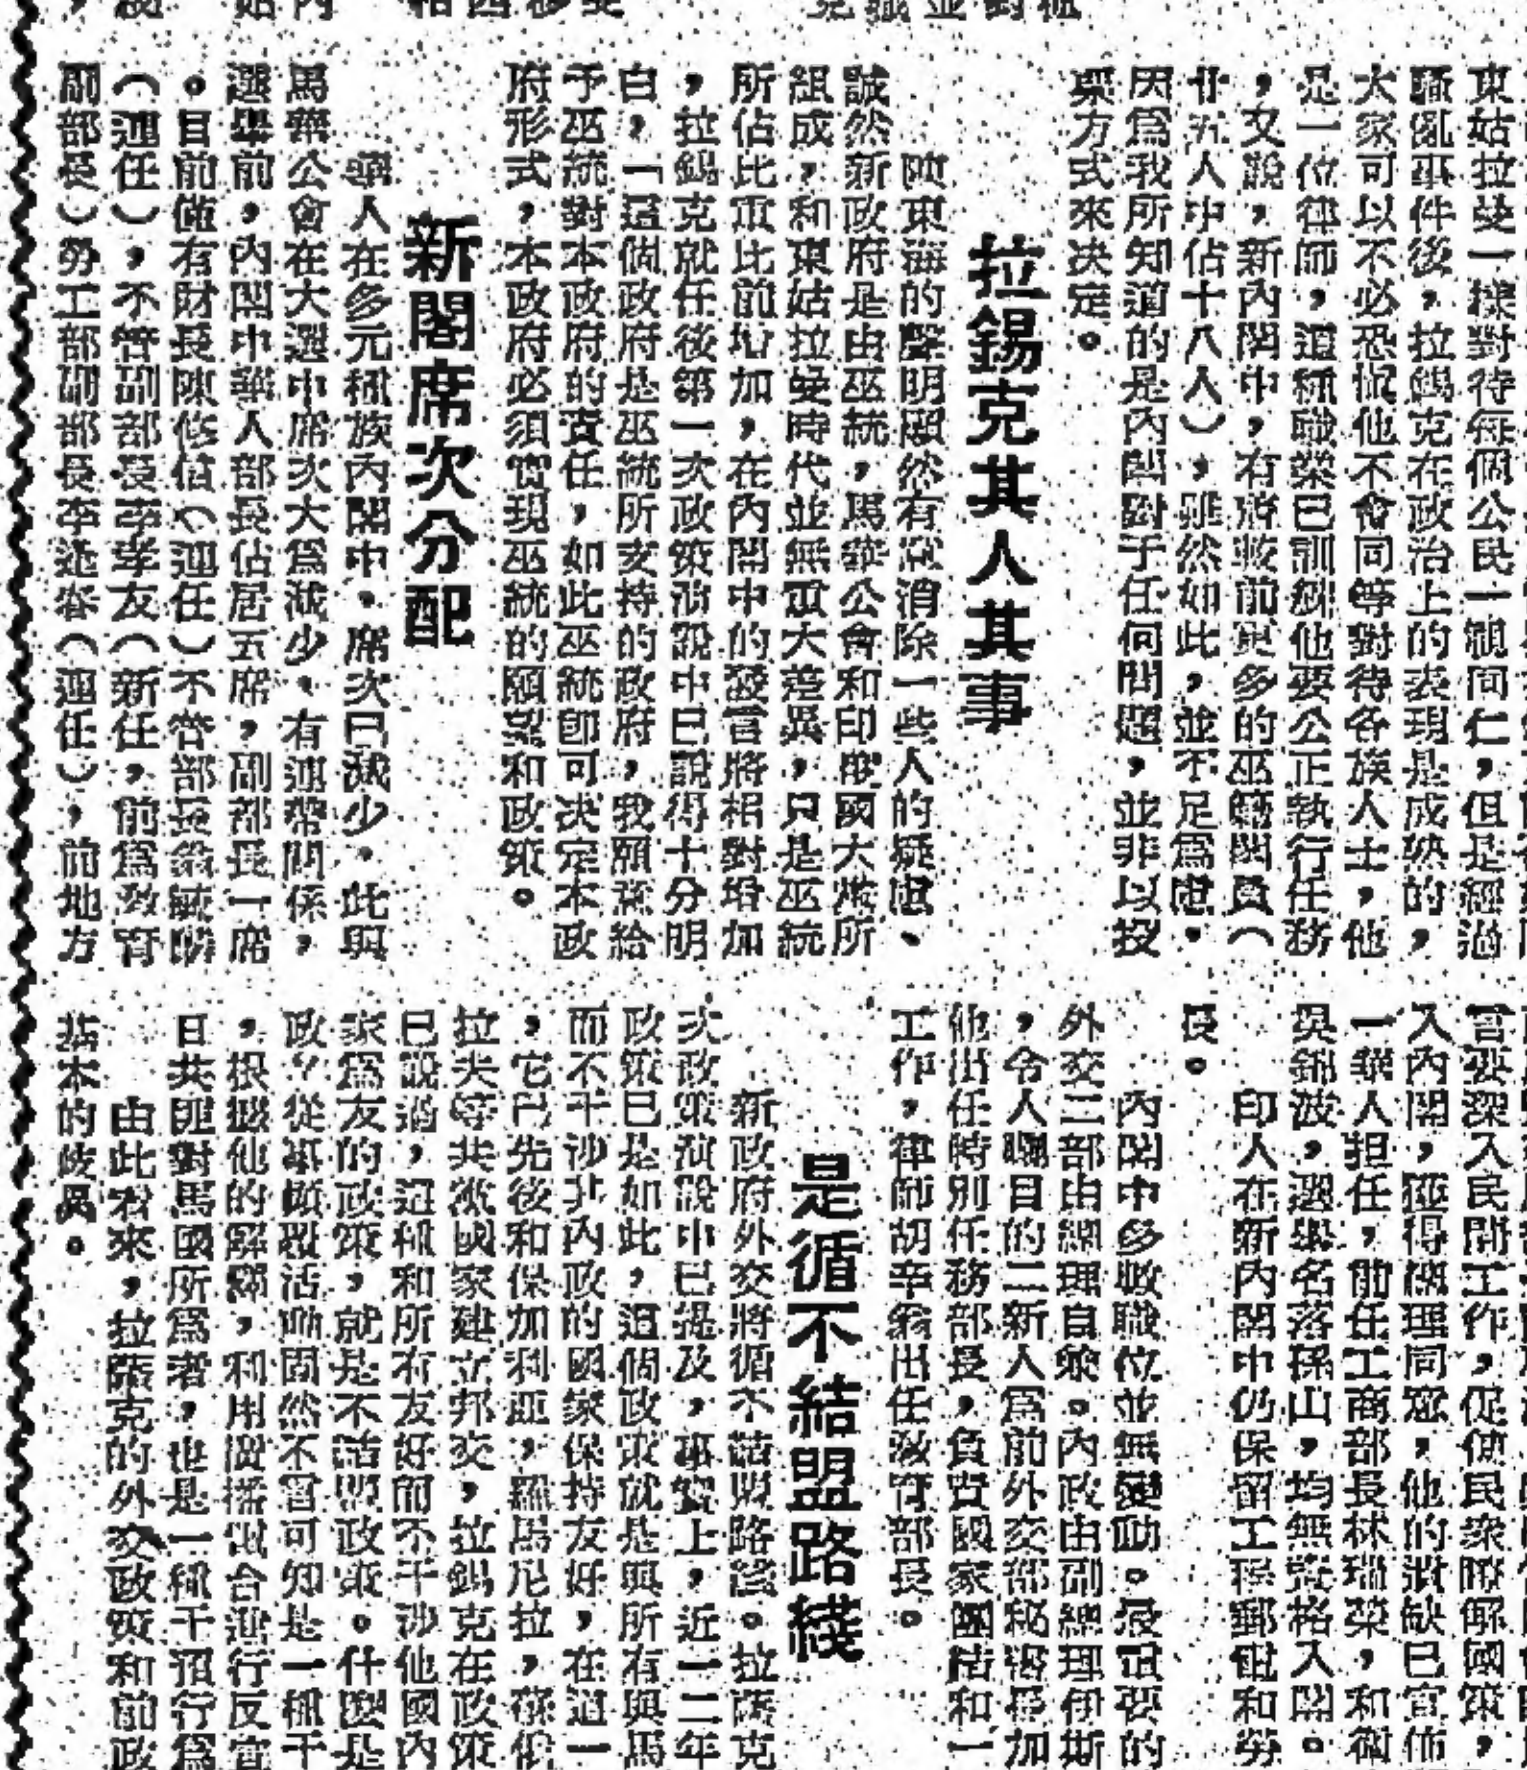 東姑拉曼一樣對待每個公民一視同仁,但是經過
騷亂事件後,拉錫克在政治上的表現是成熟的,
大家可以不必恐慌他不會同等對待各族人士,他
是一位律師,這種職業已訓練他要公正執行任務
,又說,新內閣中,有著較前更多的巫籍閣員(
廿五人中佔十八人),雖然如此,並不足為慮,
因為我所知道的是內閣對于任何問題,並非以投
票方式來決定。
拉錫克其人其事
陳東海的聲明顯然有意消除一些人的疑慮、
誠然新政府是由巫統,馬華公會和印度國大黨所
組成,和東姑拉曼時代並無重大差異,只是巫統
所佔比重比前增加,在內閣中的發言將相對增加
,拉錫克就任後第一次政策演說中已說得十分明
白,「這個政府是巫統所支持的政府,我願意給
予巫統對本政府的責任,如此巫統即可決定本政
府形式,本政府必須實現巫統的願望和政策。
新閣席次分配
華人在多元種族內閣中,席次已減少,此與
馬華公會在大選中席次大為減少,有連帶關係,
選舉前,內閣中華人部長佔居五席,副部長一席
。目前僅有財長陳修信(連任)不管部長翁毓麟
(連任),不管副部長李孝友(新任,前為教育
副部長)勞工部副部長李 春(連任),前地方
言要深入民間工作,促使民衆瞭解國策,
入內閣,獲得總理同意,他的遺缺已宣佈
一華人担任,前任工商部長林瑞榮,和衛
吳錦波,選舉名落孫山,均無資格入閣。
印人在新內閣中仍保留工程郵電和勞
長。
內閣中多數職位並無變動。最重要的
外交二部由總理自兼。內政由副總理伊斯
,令人矚目的二新人為前外交部秘書 加
他出任特別任務部長,負責國家團結和一
工作,律師胡辛翁出任教育部長。
是循不結盟路綫
新政府外交將循不結盟路綫。拉薩克
次政策演說中已提及,事實上,近一二年
政策已是如此,這個政策就是與所有與馬
而不干涉其內政的國家保持友好,在這一
,它已先後和保加利亞,羅馬尼拉,蘇俄
拉夫等共黨國家建立邦交,拉錫克在政策
已說過,這種和所有友好而不干涉他國內
家為友的政策,就是不結盟政策。什麼是
政?從事顛覆活動固然不會可知是一種干
,根據他的解釋,利用廣播電台進行反宣
日共匪對馬國所為者,也是一種干預行為
由此看來,拉薩克的外交政策和前政
基本的歧異。